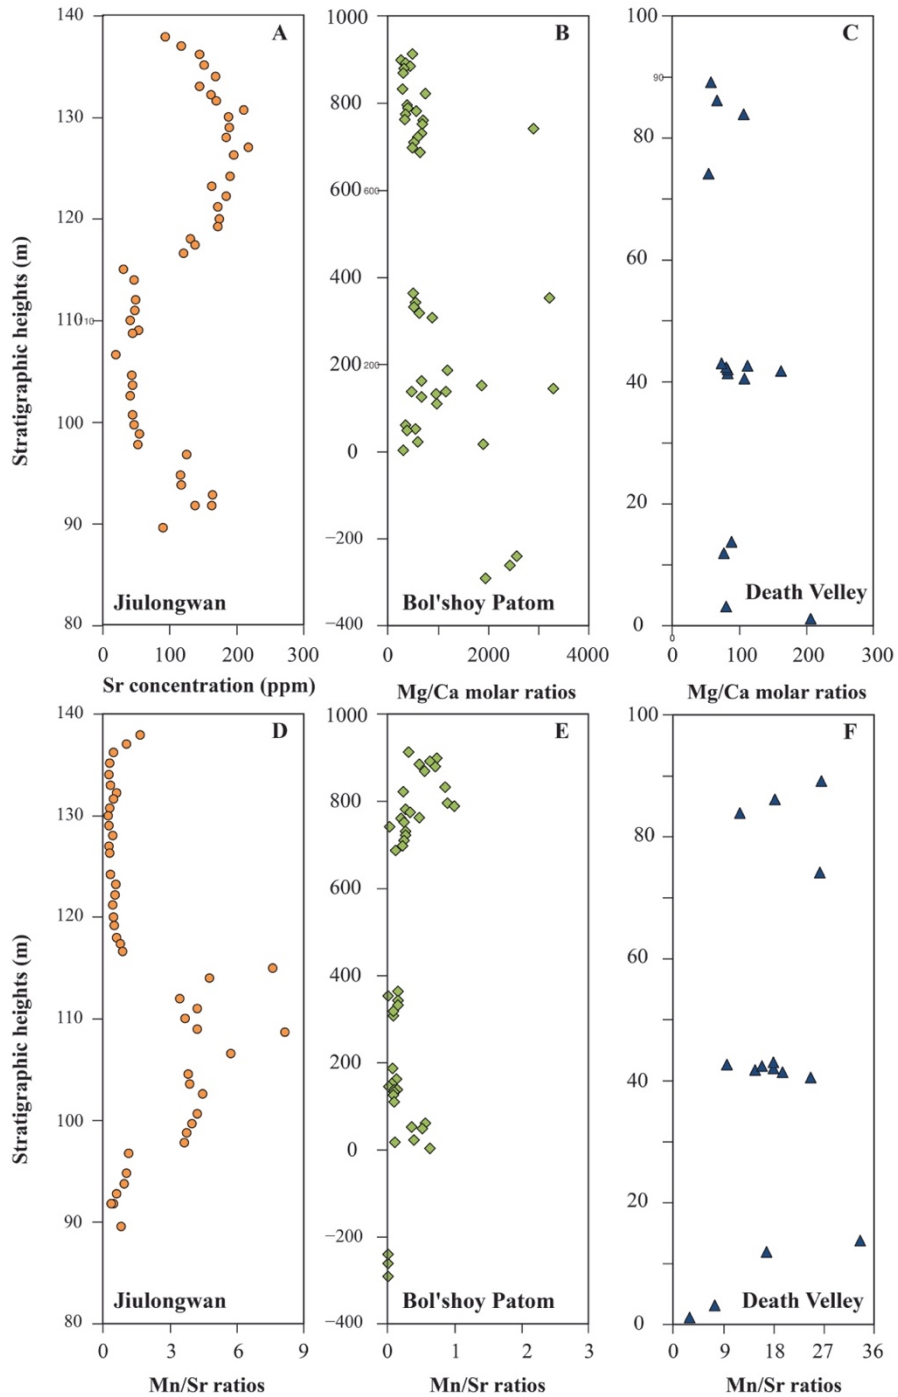 A
B
C
Stratigraphic heights (m)
140
130
120
110
10
100
90
80
1000
800
600
600
400
200
200
0
−200
−400
100
90
80
60
40
20
0
Jiulongwan
Bol'shoy Patom
Death Velley
0 100 200 300
0 2000 4000
0 100 200 300
Sr concentration (ppm)
Mg/Ca molar ratios
Mg/Ca molar ratios
D
E
F
Stratigraphic heights (m)
140
130
120
110
100
90
80
1000
800
600
400
200
0
−200
−400
100
80
60
40
20
0
Jiulongwan
Bol'shoy Patom
Death Velley
0 3 6 9
0 1 2 3
0 9 18 27 36
Mn/Sr ratios
Mn/Sr ratios
Mn/Sr ratios